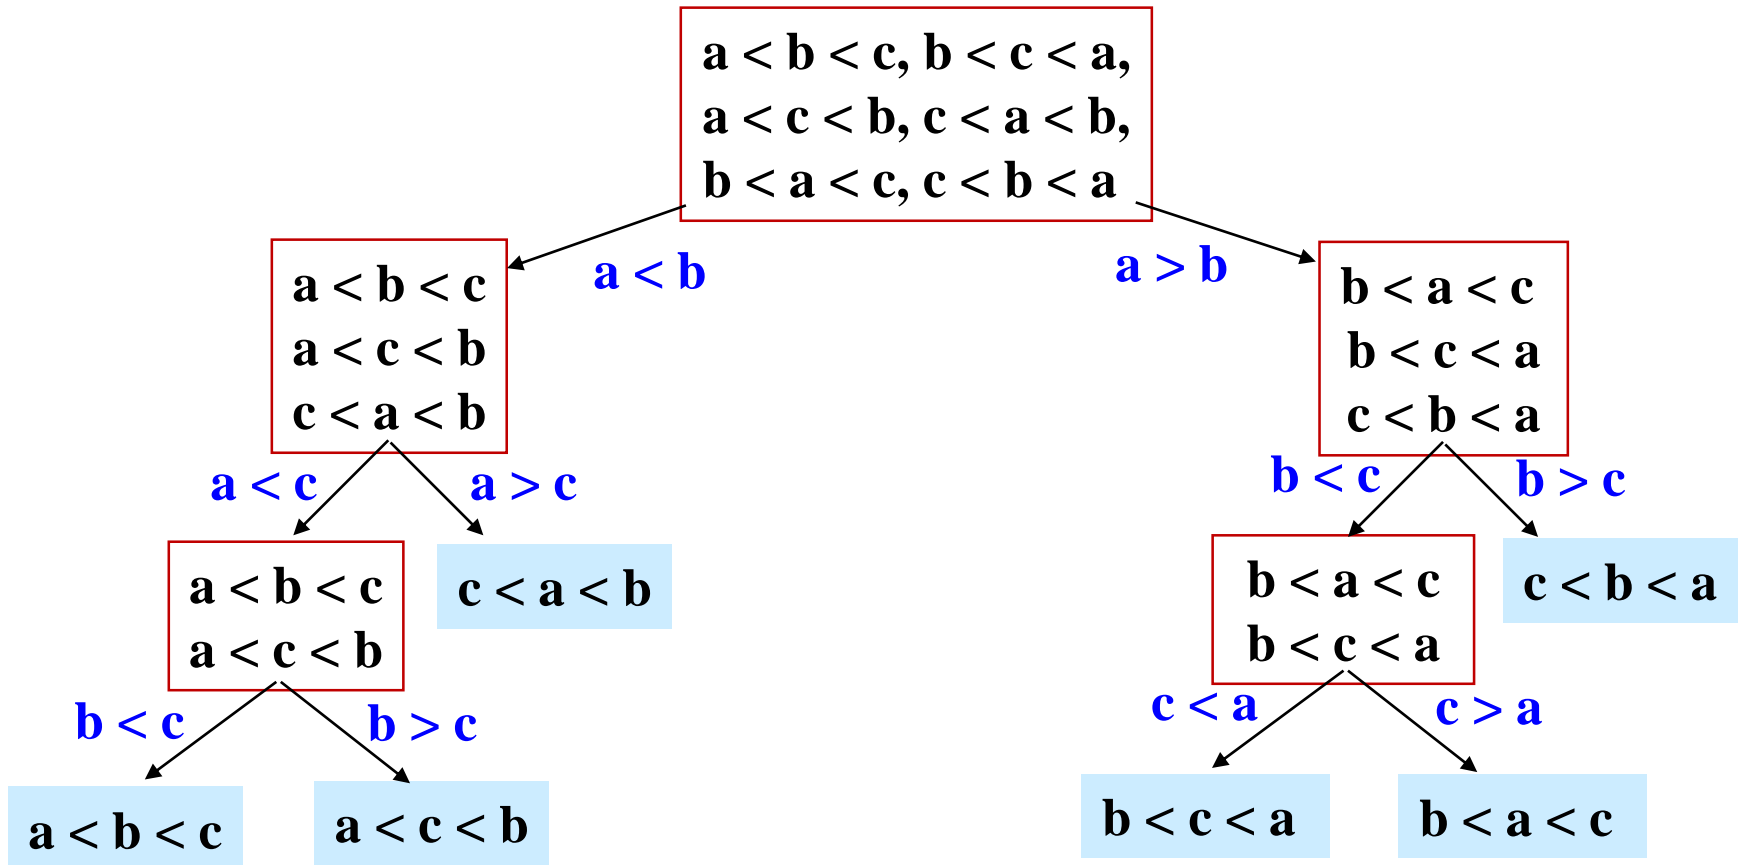 a < b < c, b < c < a,
a < c < b, c < a < b,
b < a < c, c < b < a
a < b
a > b
a < b < c
a < c < b
c < a < b
b < a < c
b < c < a
c < b < a
a < c
a > c
b < c
b > c
a < b < c
a < c < b
c < a < b
b < a < c
b < c < a
c < b < a
b < c
b > c
c < a
c > a
a < b < c
a < c < b
b < c < a
b < a < c